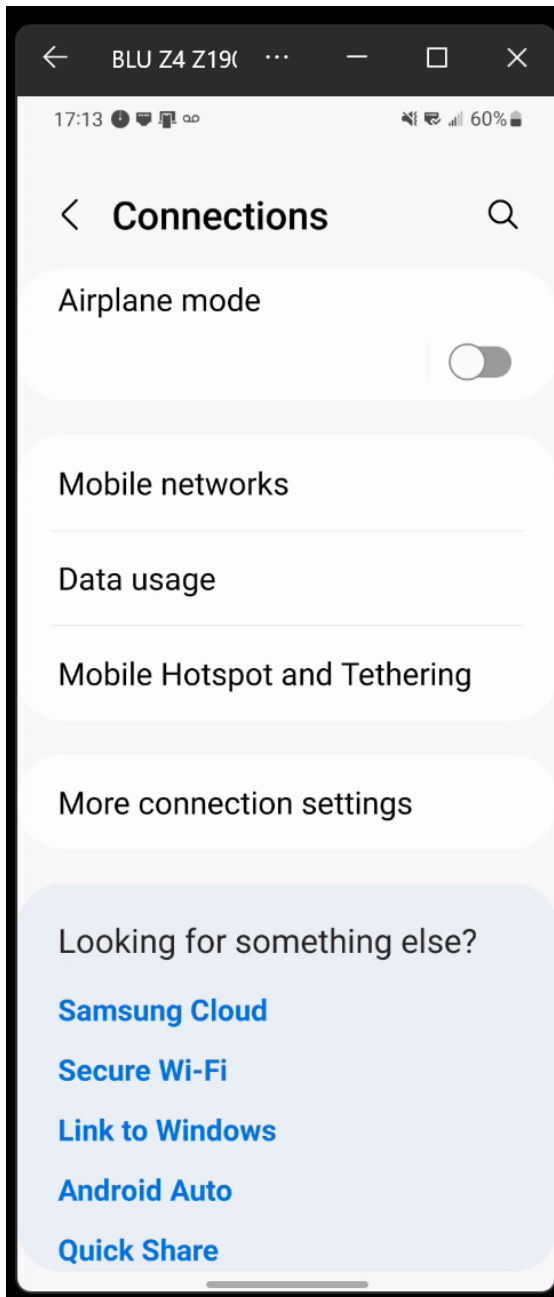 BLU Z4 Z190
17:13 60%
Connections
Airplane mode
Mobile networks
Data usage
Mobile Hotspot and Tethering
More connection settings
Looking for something else?
Samsung Cloud
Secure Wi-Fi
Link to Windows
Android Auto
Quick Share